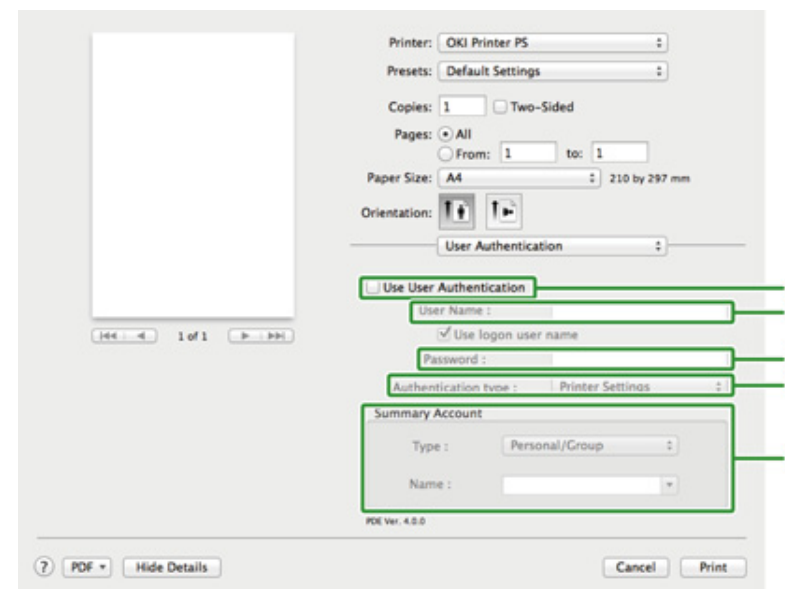 Printer: OKI Printer PS
Presets: Default Settings
Copies: 1 Two-Sided
Pages: All
From: 1 to: 1
Paper Size: A4 210 by 297 mm
Orientation:
User Authentication
Use User Authentication
User Name :
Use logon user name
Password :
Authentication type : Printer Settings
Summary Account
Type : Personal/Group
Name :
PDE Ver. 4.0.0
1 of 1
? PDF Hide Details Cancel Print